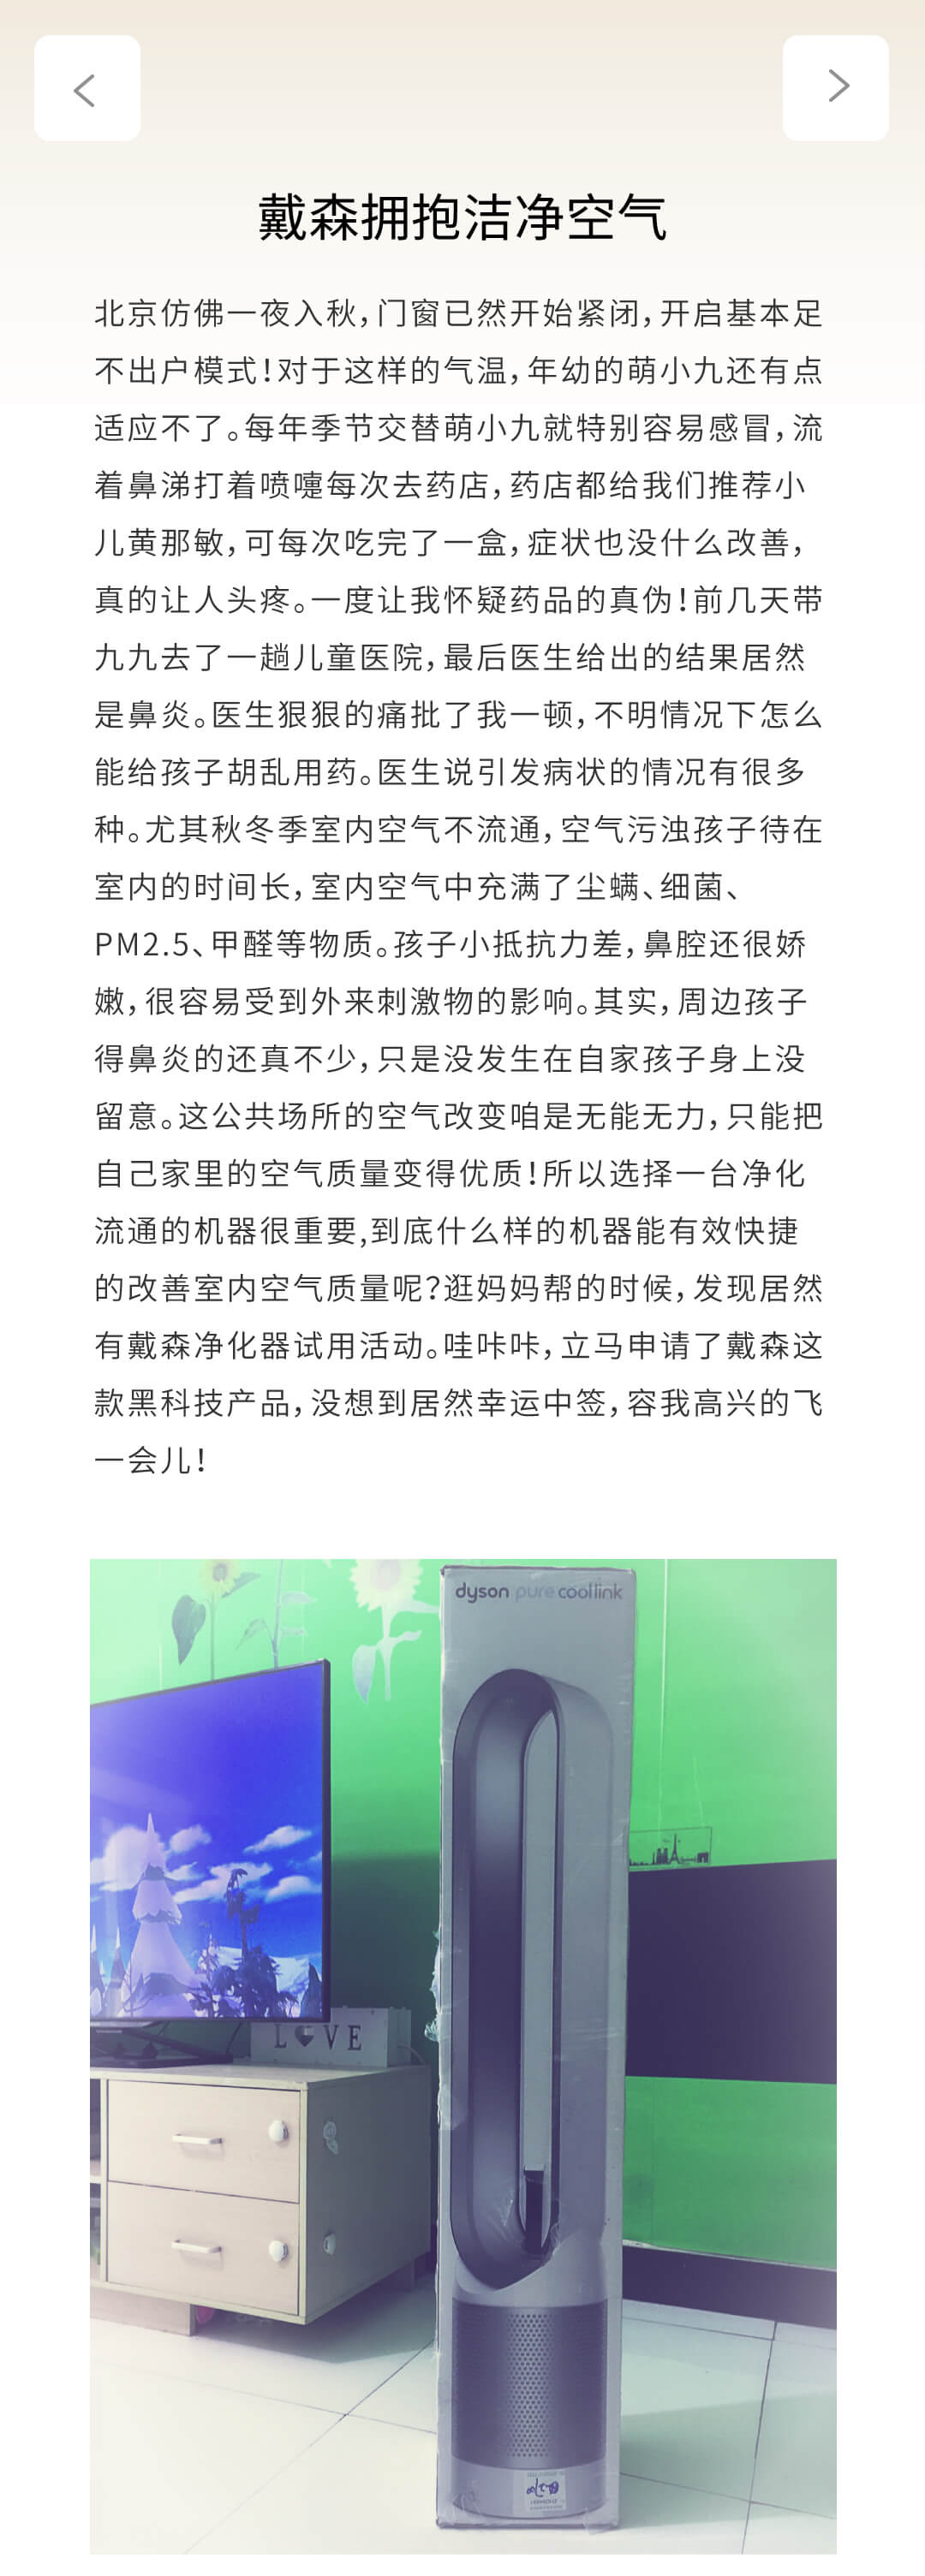 戴森拥抱洁净空气
北京仿佛一夜入秋，门窗已然开始紧闭，开启基本足
不出户模式！对于这样的气温，年幼的萌小九还有点
适应不了。每年季节交替萌小九就特别容易感冒，流
着鼻涕打着喷嚏每次去药店，药店都给我们推荐小
儿黄那敏，可每次吃完了一盒，症状也没什么改善，
真的让人头疼。一度让我怀疑药品的真伪！前几天带
九九去了一趟儿童医院，最后医生给出的结果居然
是鼻炎。医生狠狠的痛批了我一顿，不明情况下怎么
能给孩子胡乱用药。医生说引发病状的情况有很多
种。尤其秋冬季室内空气不流通，空气污浊孩子待在
室内的时间长，室内空气中充满了尘螨、细菌、
PM2.5、甲醛等物质。孩子小抵抗力差，鼻腔还很娇
嫩，很容易受到外来刺激物的影响。其实，周边孩子
得鼻炎的还真不少，只是没发生在自家孩子身上没
留意。这公共场所的空气改变咱是无能无力，只能把
自己家里的空气质量变得优质！所以选择一台净化
流通的机器很重要,到底什么样的机器能有效快捷
的改善室内空气质量呢？逛妈妈帮的时候，发现居然
有戴森净化器试用活动。哇咔咔，立马申请了戴森这
款黑科技产品，没想到居然幸运中签，容我高兴的飞
一会儿！
dyson pure cool link
L VE